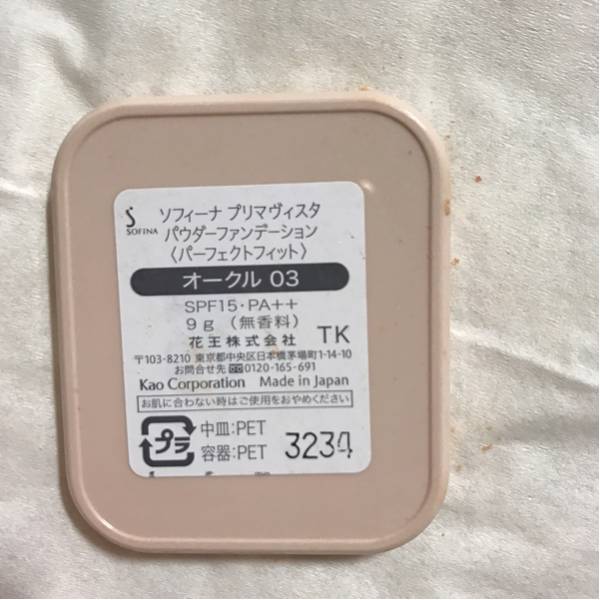 SOFINA
ソフィーナ プリマヴィスタ
パウダーファンデーション
〈パーフェクトフィット〉
オークル 03
SPF15・PA++
9g (無香料)
花王株式会社 TK
〒103-8210 東京都中央区日本橋茅場町1-14-10
お問合せ先 0120-165-691
Kao Corporation Made in Japan
お肌に合わない時はご使用をおやめください
プラ 中皿:PET
容器:PET 3234